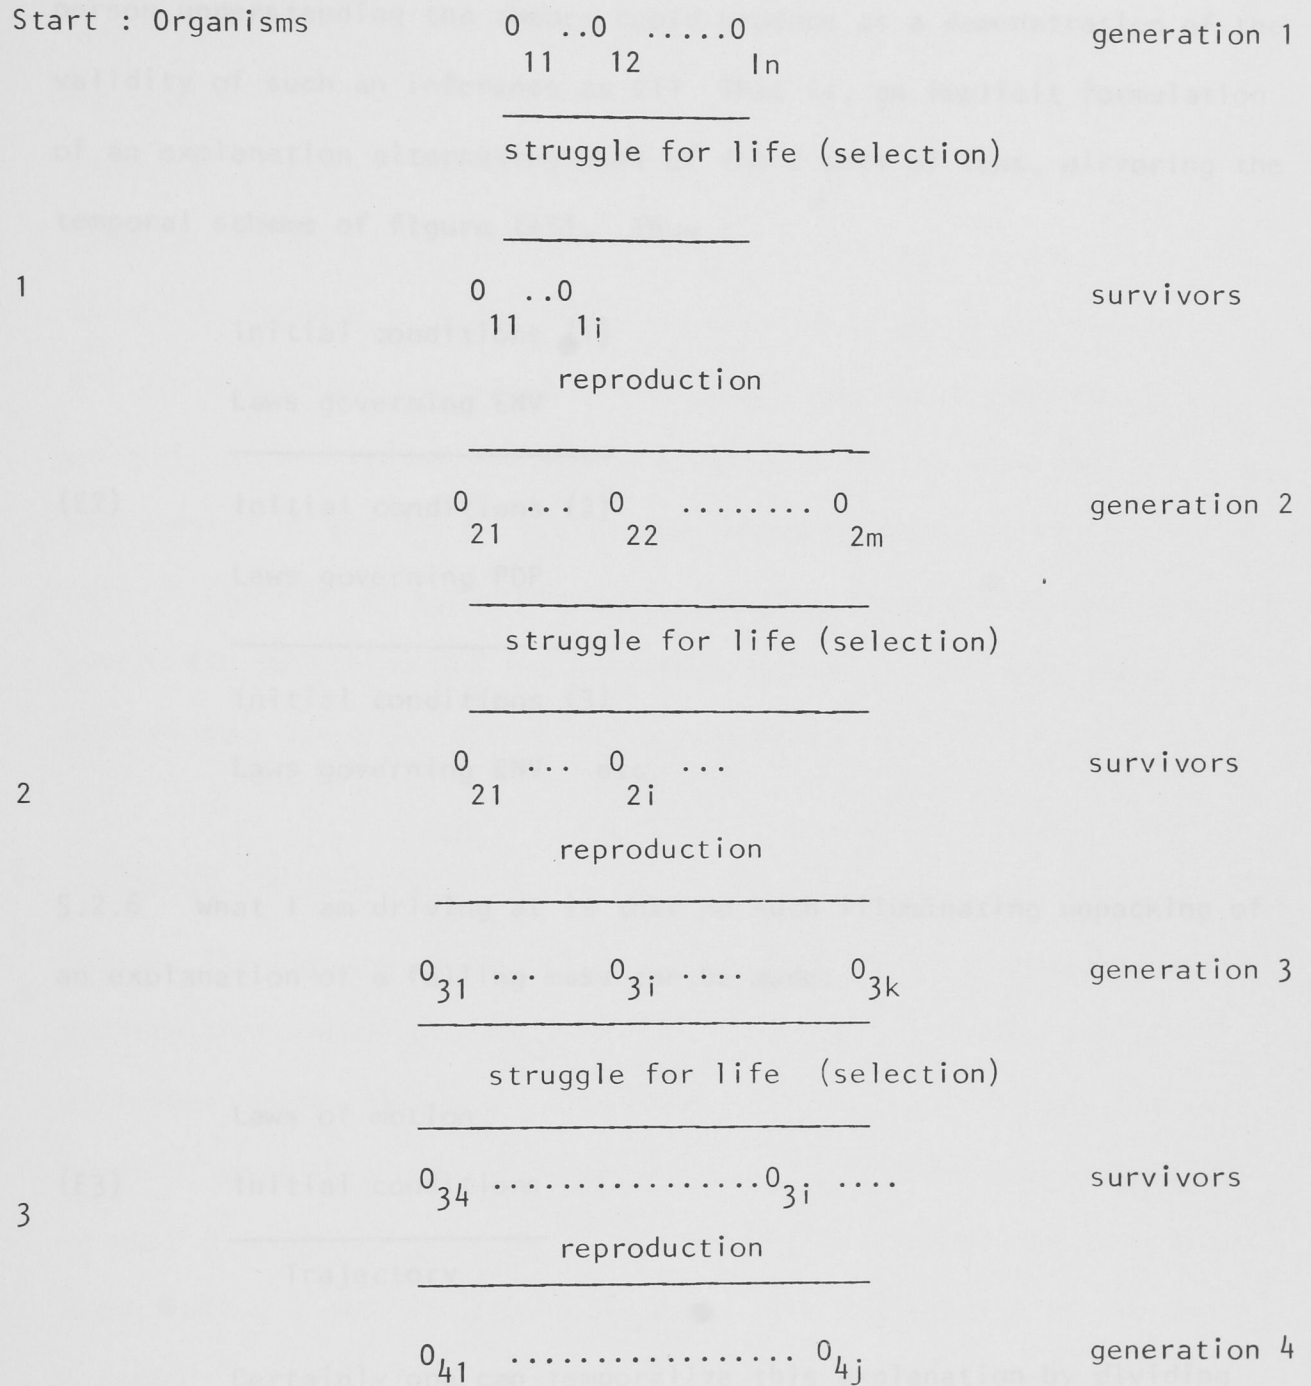 Start : Organisms 0 ..0 .....0 generation 1
11 12 ln
struggle for life (selection)
1 0 ..0 survivors
11 1i
reproduction
0 ... 0 ........ 0 generation 2
21 22 2m
struggle for life (selection)
0 ... 0 ... survivors
2 21 2i
reproduction
0 31 ... 0 3i ...... 0 3k generation 3
struggle for life (selection)
0 34 ............... 0 3i .... survivors
3
reproduction
0 41 ................. 0 4j generation 4